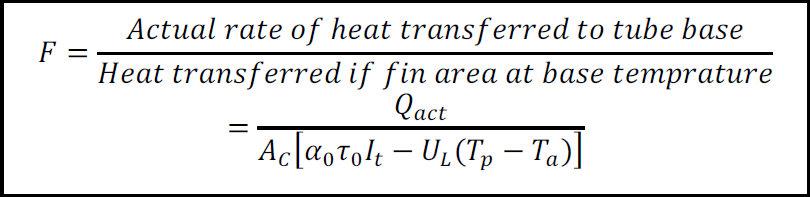 F = Actual rate of heat transferred to tube base / Heat transferred if fin area at base temprature
= Q_act / A_C[α_0τ_0I_t − U_L(T_p − T_a)]